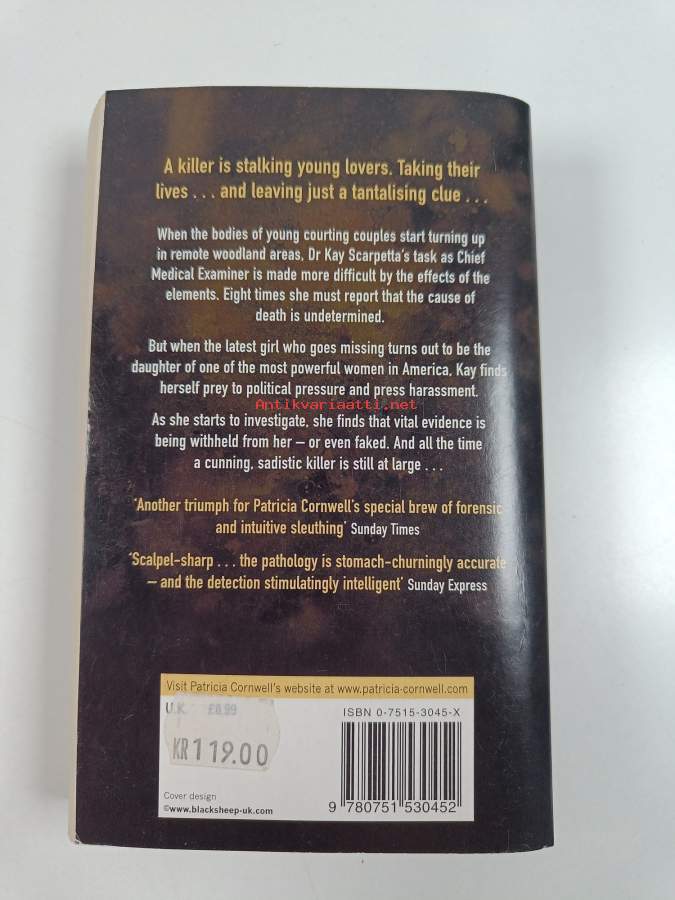 A killer is stalking young lovers. Taking their
lives . . . and leaving just a tantalising clue . . .
When the bodies of young courting couples start turning up
in remote woodland areas, Dr Kay Scarpetta's task as Chief
Medical Examiner is made more difficult by the effects of the
elements. Eight times she must report that the cause of
death is undetermined.
But when the latest girl who goes missing turns out to be the
daughter of one of the most powerful women in America, Kay finds
herself prey to political pressure and press harassment.
Antikvariaatti.net
As she starts to investigate, she finds that vital evidence is
being withheld from her – or even faked. And all the time
a cunning, sadistic killer is still at large . . .
'Another triumph for Patricia Cornwell's special brew of forensic
and intuitive sleuthing' Sunday Times
'Scalpel-sharp . . . the pathology is stomach-churningly accurate
– and the detection stimulatingly intelligent' Sunday Express
Visit Patricia Cornwell's website at www.patricia-cornwell.com
U.K. £6.99
KR119.00
ISBN 0-7515-3045-X
9 780751 530452
Cover design
©www.blacksheep-uk.com